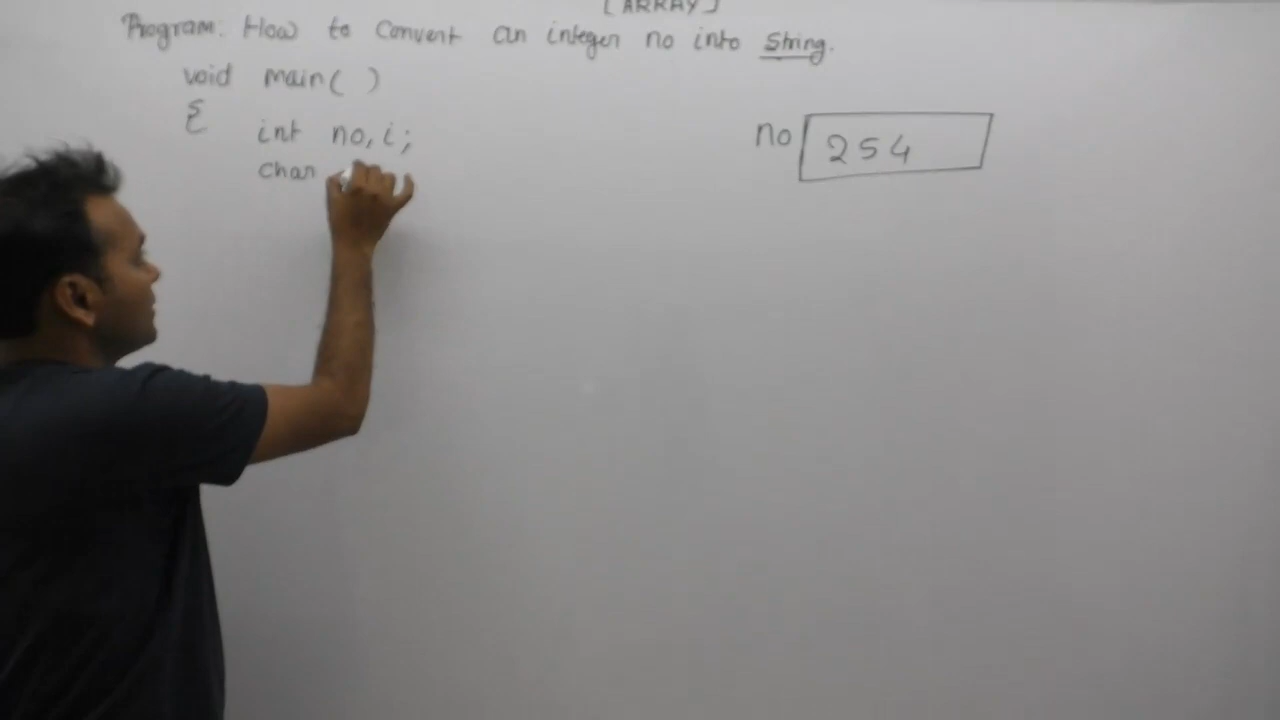 [ARRAY]
Program: How to Convert an integer no into String.
void main( )
{
int no, i;
char
no 254